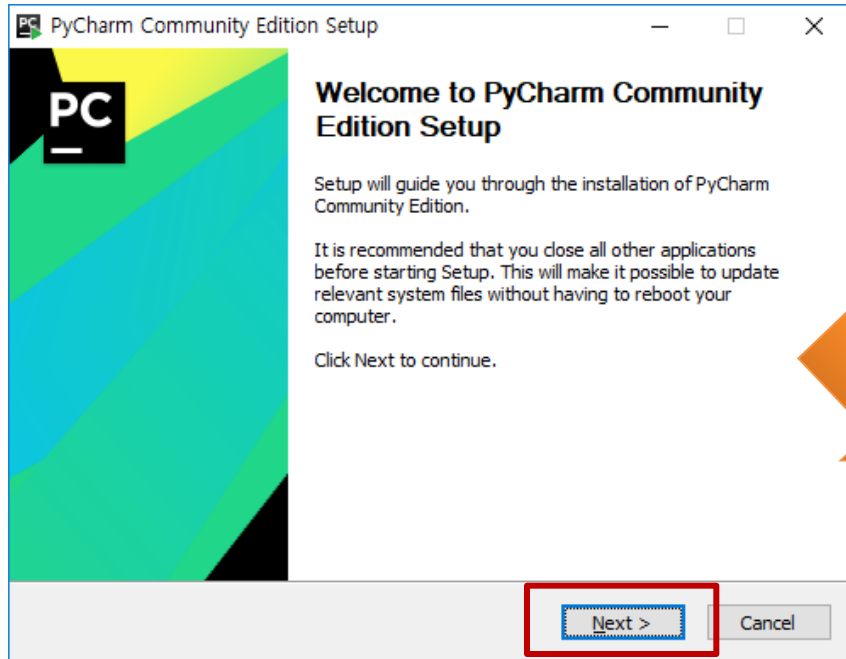 PyCharm Community Edition Setup
PC
Welcome to PyCharm Community
Edition Setup
Setup will guide you through the installation of PyCharm
Community Edition.
It is recommended that you close all other applications
before starting Setup. This will make it possible to update
relevant system files without having to reboot your
computer.
Click Next to continue.
Next >
Cancel